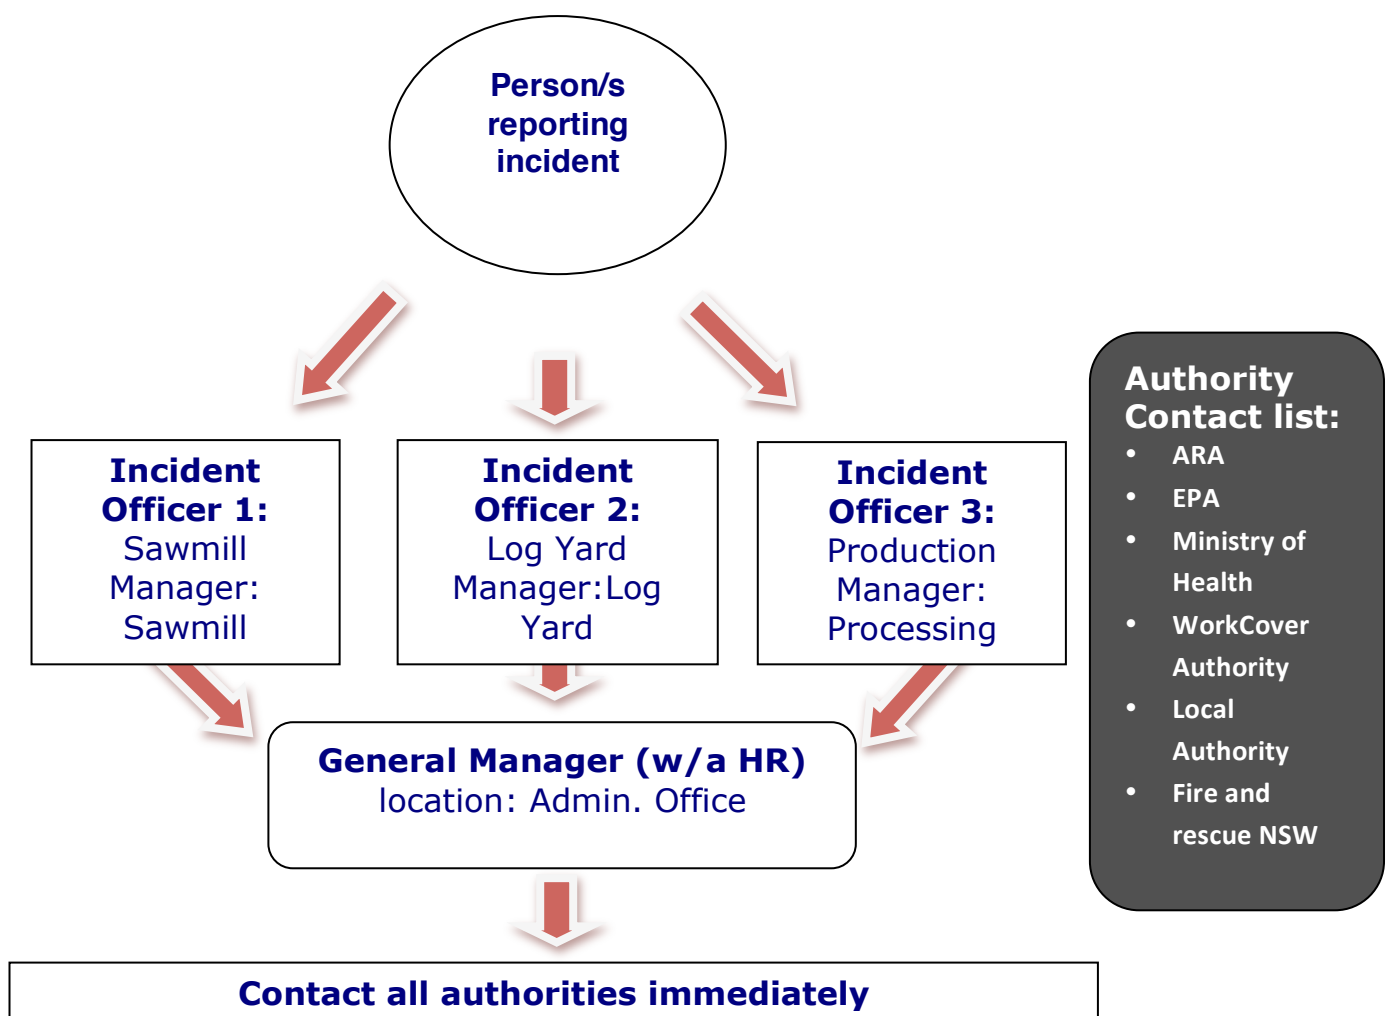 Person/s
reporting
incident
Incident
Officer 1:
Sawmill
Manager:
Sawmill
Incident
Officer 2:
Log Yard
Manager:Log
Yard
Incident
Officer 3:
Production
Manager:
Processing
General Manager (w/a HR)
location: Admin. Office
Contact all authorities immediately
Authority
Contact list:
• ARA
• EPA
• Ministry of
Health
• WorkCover
Authority
• Local
Authority
• Fire and
rescue NSW